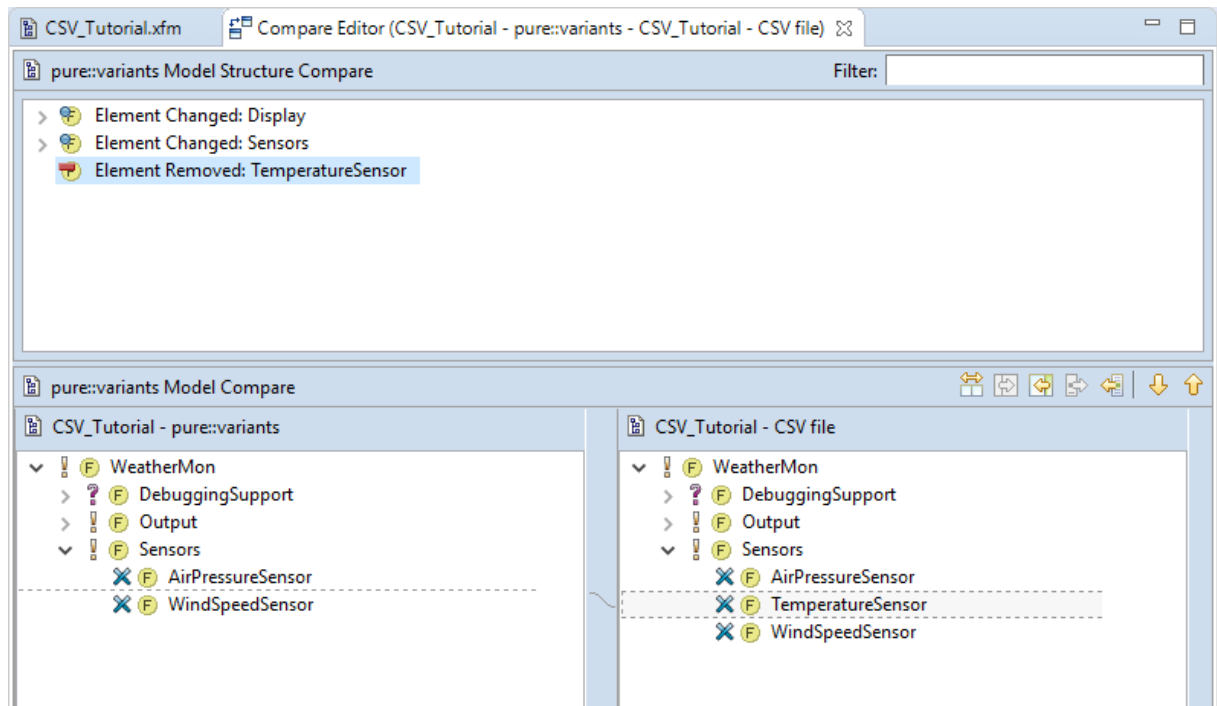 CSV_Tutorial.xfm
Compare Editor (CSV_Tutorial - pure::variants - CSV_Tutorial - CSV file)
pure::variants Model Structure Compare
Filter:
Element Changed: Display
Element Changed: Sensors
Element Removed: TemperatureSensor
pure::variants Model Compare
CSV_Tutorial - pure::variants
F WeatherMon
? F DebuggingSupport
! F Output
! F Sensors
F AirPressureSensor
F WindSpeedSensor
CSV_Tutorial - CSV file
! F WeatherMon
? F DebuggingSupport
! F Output
! F Sensors
F AirPressureSensor
F TemperatureSensor
F WindSpeedSensor